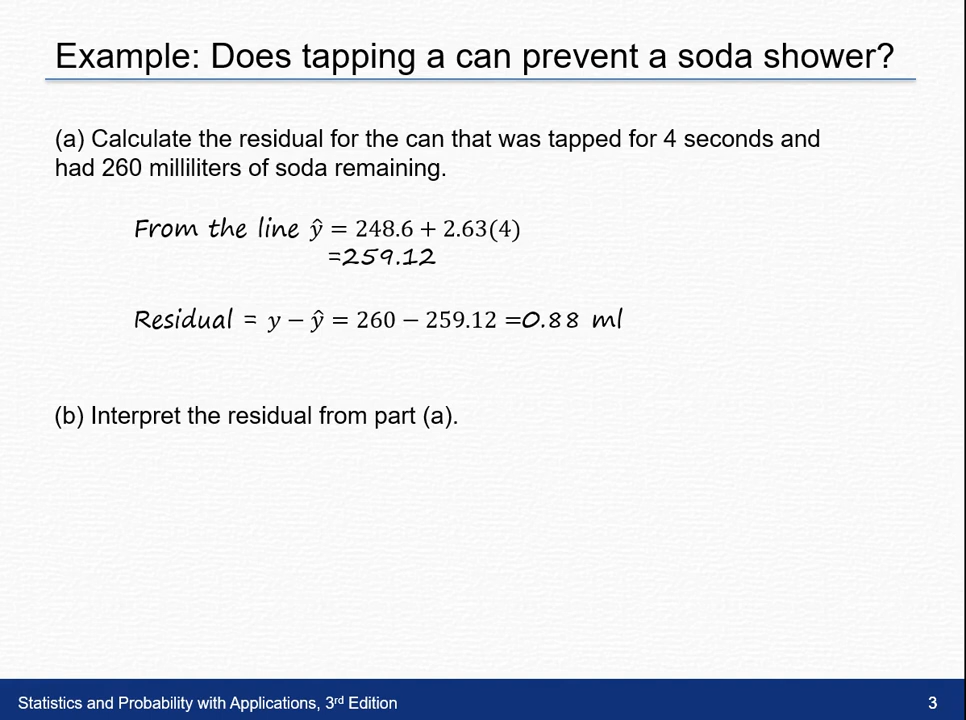 Example: Does tapping a can prevent a soda shower?
(a) Calculate the residual for the can that was tapped for 4 seconds and
had 260 milliliters of soda remaining.
From the line ŷ = 248.6 + 2.63(4)
=259.12
Residual = y − ŷ = 260 − 259.12 =0.88 ml
(b) Interpret the residual from part (a).
Statistics and Probability with Applications, 3rd Edition
3